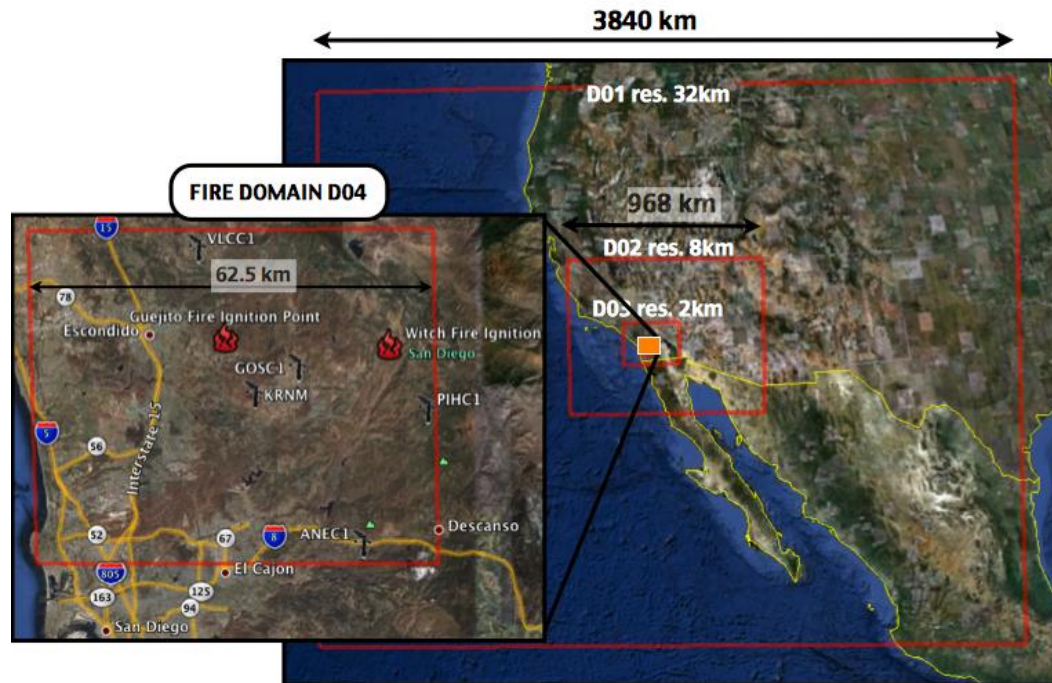 3840 km
D01 res. 32km
968 km
D02 res. 8km
D03 res. 2km
FIRE DOMAIN D04
15
VLCC1
62.5 km
78
Guejito Fire Ignition Point
Escondido
Witch Fire Ignition
San Diego
GOSC1
KRNM
PIHC1
5
56
Interstate 15
52
67
8
ANEC1
Descanso
805
El Cajon
163
125
94
San Diego